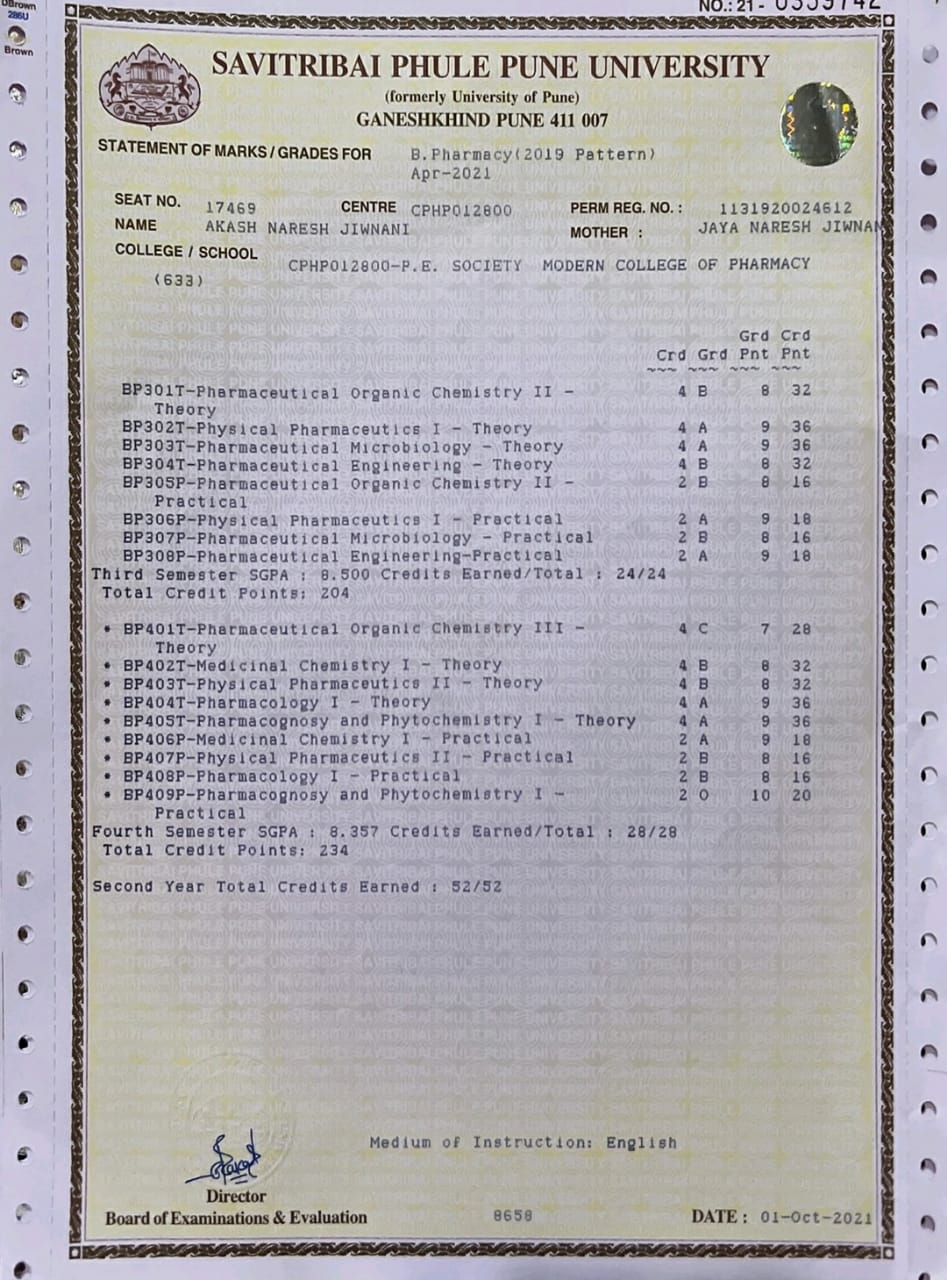 DBrown
286U
Brown
NO.: 21 - 0359742
SAVITRIBAI PHULE PUNE UNIVERSITY
(formerly University of Pune)
GANESHKHIND PUNE 411 007
STATEMENT OF MARKS / GRADES FOR B.Pharmacy(2019 Pattern)
Apr-2021
SEAT NO. 17469 CENTRE CPHP012800 PERM REG. NO. : 1131920024612
NAME AKASH NARESH JIWNANI MOTHER : JAYA NARESH JIWNAN
COLLEGE / SCHOOL CPHP012800-P.E. SOCIETY MODERN COLLEGE OF PHARMACY
(633)
Grd Crd
Crd Grd Pnt Pnt
~~~ ~~~ ~~~ ~~~
BP301T-Pharmaceutical Organic Chemistry II - 4 B 8 32
Theory
BP302T-Physical Pharmaceutics I - Theory 4 A 9 36
BP303T-Pharmaceutical Microbiology - Theory 4 A 9 36
BP304T-Pharmaceutical Engineering - Theory 4 B 8 32
BP305P-Pharmaceutical Organic Chemistry II - 2 B 8 16
Practical
BP306P-Physical Pharmaceutics I - Practical 2 A 9 18
BP307P-Pharmaceutical Microbiology - Practical 2 B 8 16
BP308P-Pharmaceutical Engineering-Practical 2 A 9 18
Third Semester SGPA : 8.500 Credits Earned/Total : 24/24
Total Credit Points: 204
* BP401T-Pharmaceutical Organic Chemistry III - 4 C 7 28
Theory
* BP402T-Medicinal Chemistry I - Theory 4 B 8 32
* BP403T-Physical Pharmaceutics II - Theory 4 B 8 32
* BP404T-Pharmacology I - Theory 4 A 9 36
* BP405T-Pharmacognosy and Phytochemistry I - Theory 4 A 9 36
* BP406P-Medicinal Chemistry I - Practical 2 A 9 18
* BP407P-Physical Pharmaceutics II - Practical 2 B 8 16
* BP408P-Pharmacology I - Practical 2 B 8 16
* BP409P-Pharmacognosy and Phytochemistry I - 2 O 10 20
Practical
Fourth Semester SGPA : 8.357 Credits Earned/Total : 28/28
Total Credit Points: 234
Second Year Total Credits Earned : 52/52
Medium of Instruction: English
Director
Board of Examinations & Evaluation 8658 DATE : 01-Oct-2021